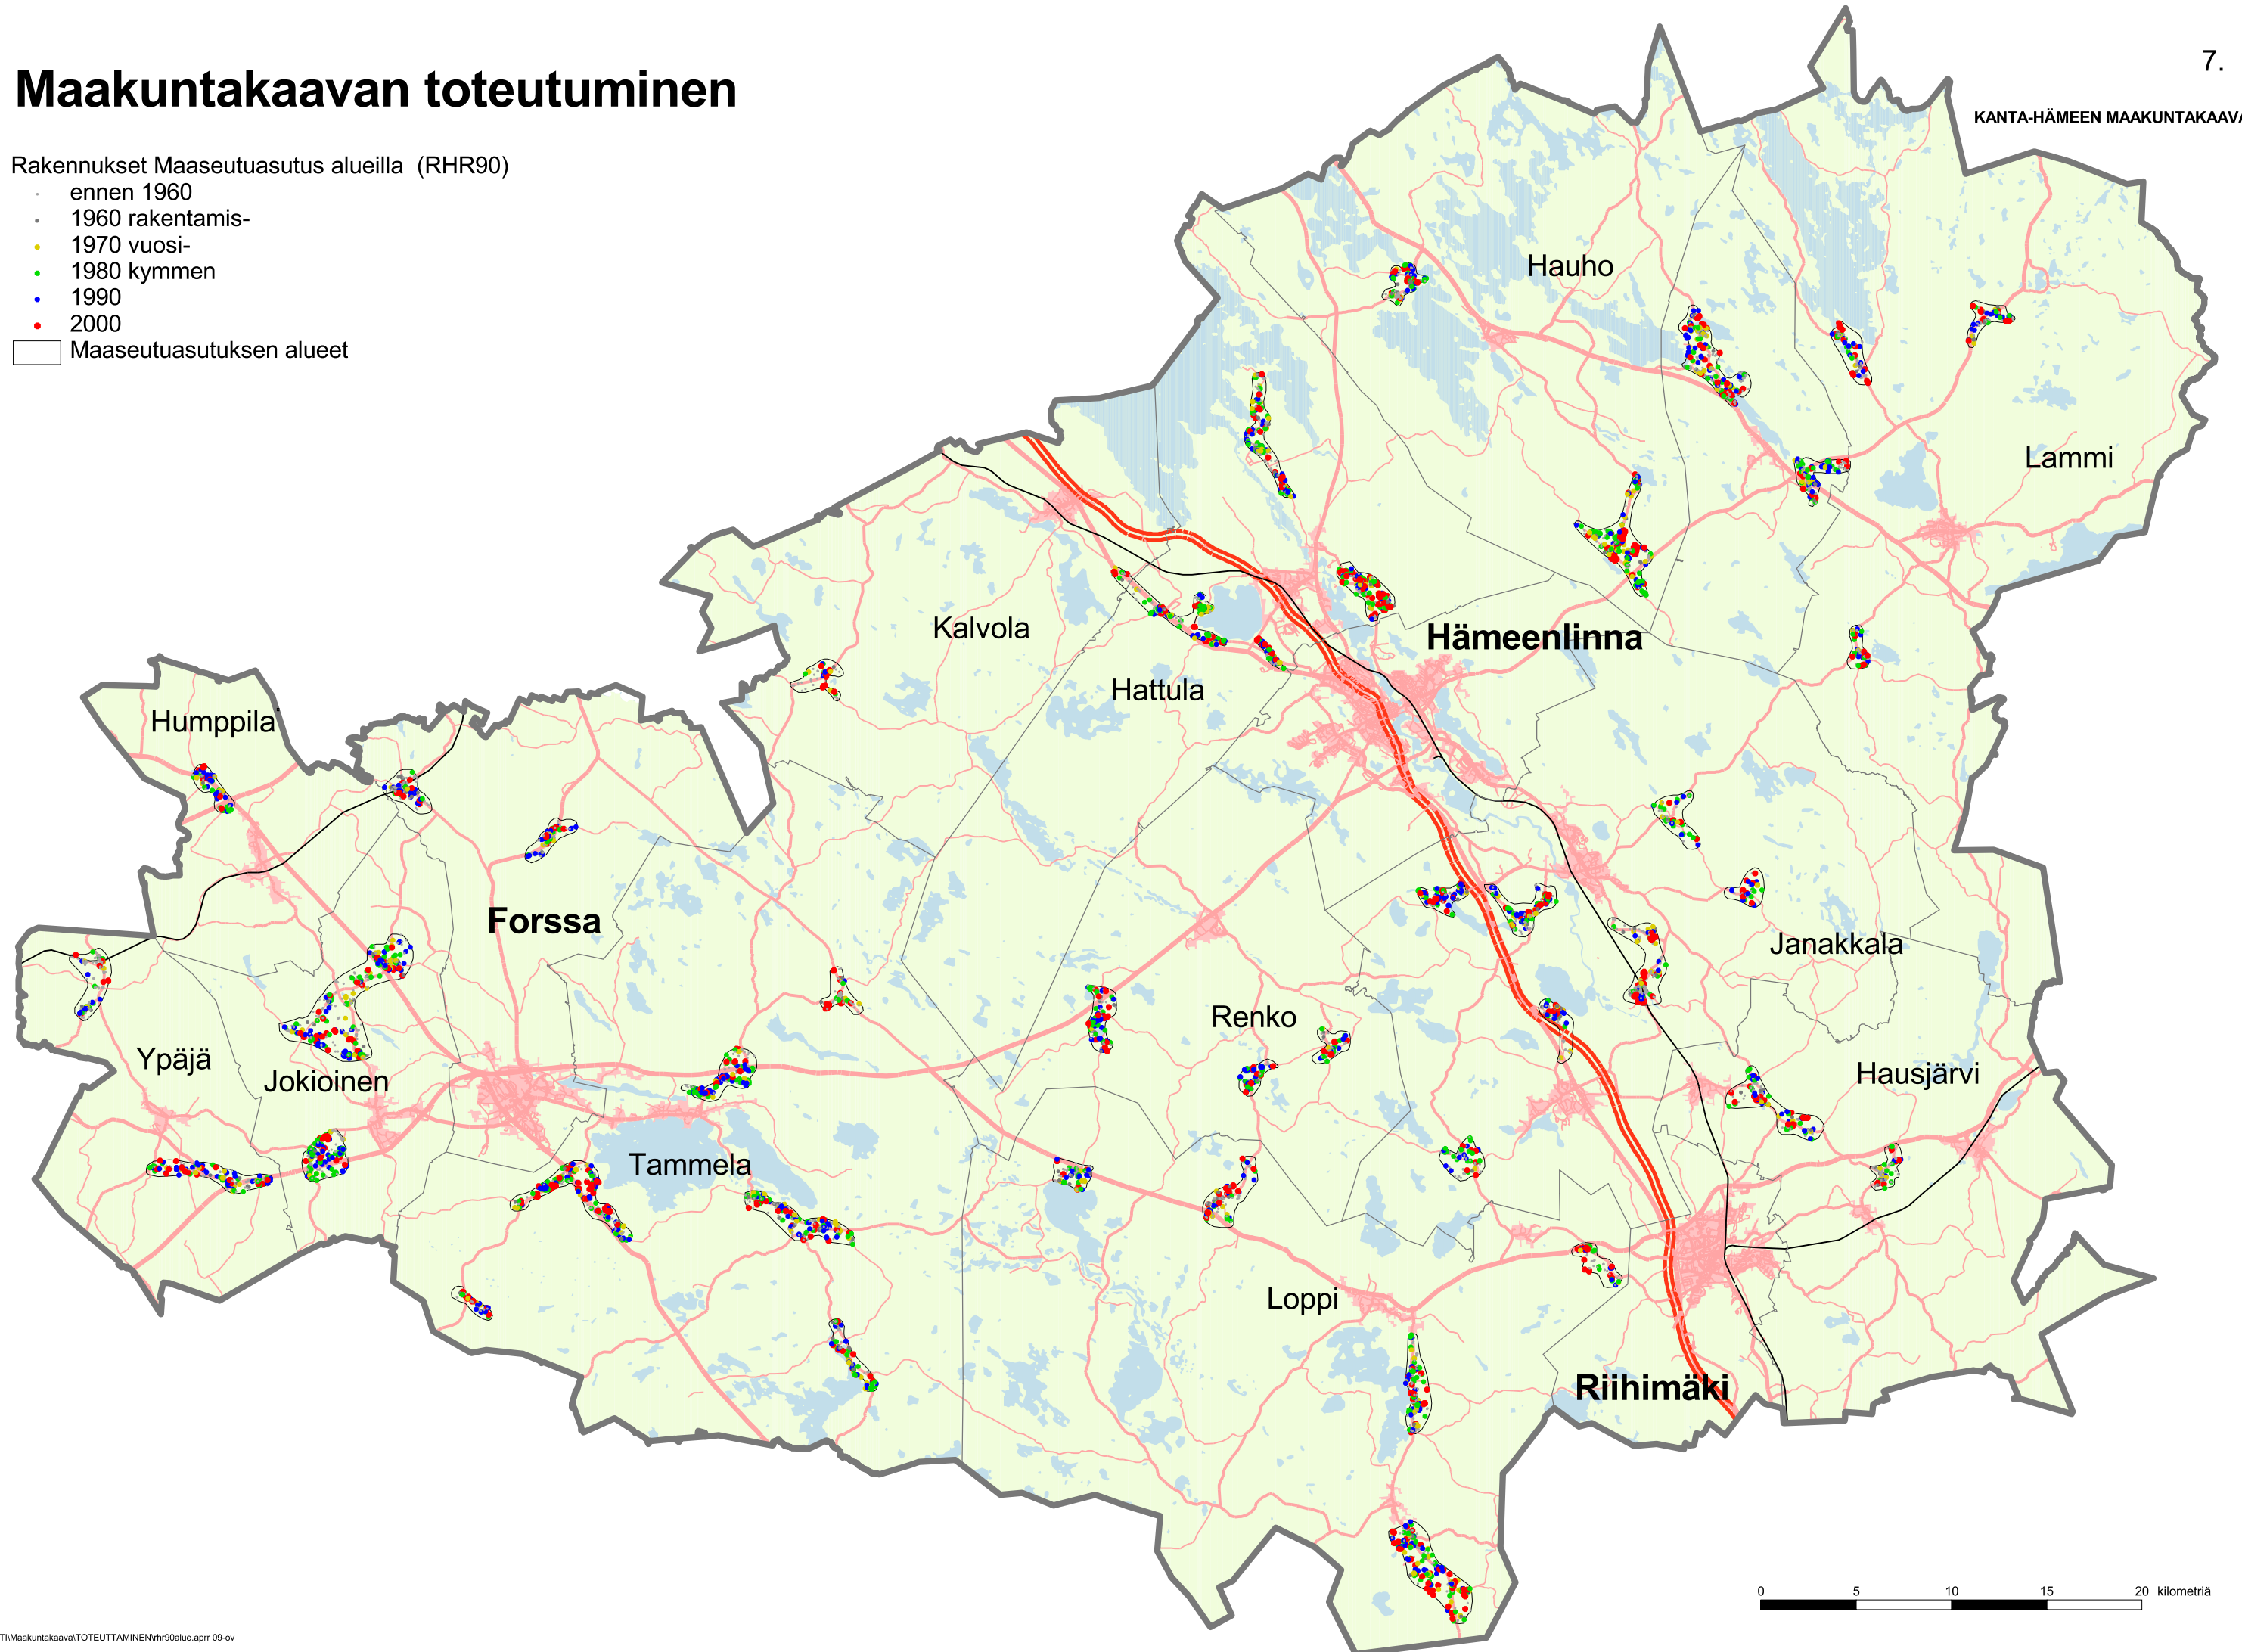 7.
Maakuntakaavan toteutuminen
KANTA-HÄMEEN MAAKUNTAKAAVA
Rakennukset Maaseutuasutus alueilla (RHR90)
ennen 1960
1960 rakentamis-
1970 vuosi-
1980 kymmen
1990
2000
Maaseutuasutuksen alueet
Hauho
Lammi
Kalvola
Hämeenlinna
Hattula
Humppila
Forssa
Janakkala
Renko
Ypäjä
Jokioinen
Hausjärvi
Tammela
Loppi
Riihimäki
0 5 10 15 20 kilometriä
TI\Maakuntakaava\TOTEUTTAMINEN\rhr90alue.aprr 09-ov